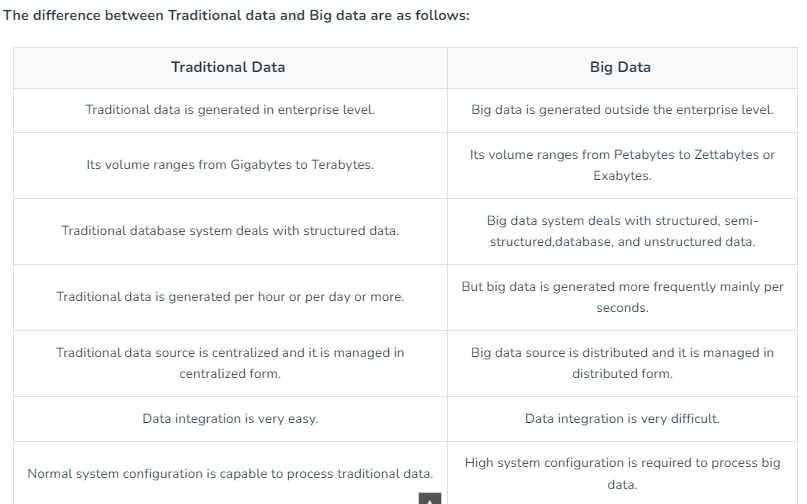 The difference between Traditional data and Big data are as follows:
Traditional Data
Big Data
Traditional data is generated in enterprise level.
Big data is generated outside the enterprise level.
Its volume ranges from Gigabytes to Terabytes.
Its volume ranges from Petabytes to Zettabytes or
Exabytes.
Traditional database system deals with structured data.
Big data system deals with structured, semi-
structured,database, and unstructured data.
Traditional data is generated per hour or per day or more.
But big data is generated more frequently mainly per
seconds.
Traditional data source is centralized and it is managed in
centralized form.
Big data source is distributed and it is managed in
distributed form.
Data integration is very easy.
Data integration is very difficult.
Normal system configuration is capable to process traditional data.
High system configuration is required to process big
data.